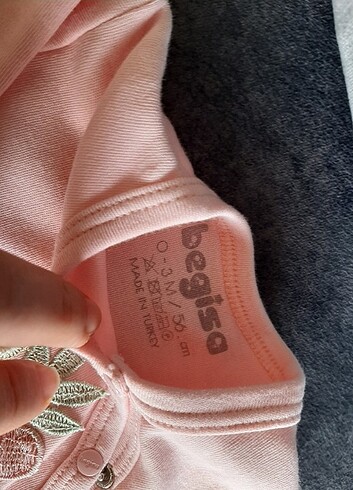 begisa
0-3 M / 56 cm
MADE IN TURKEY